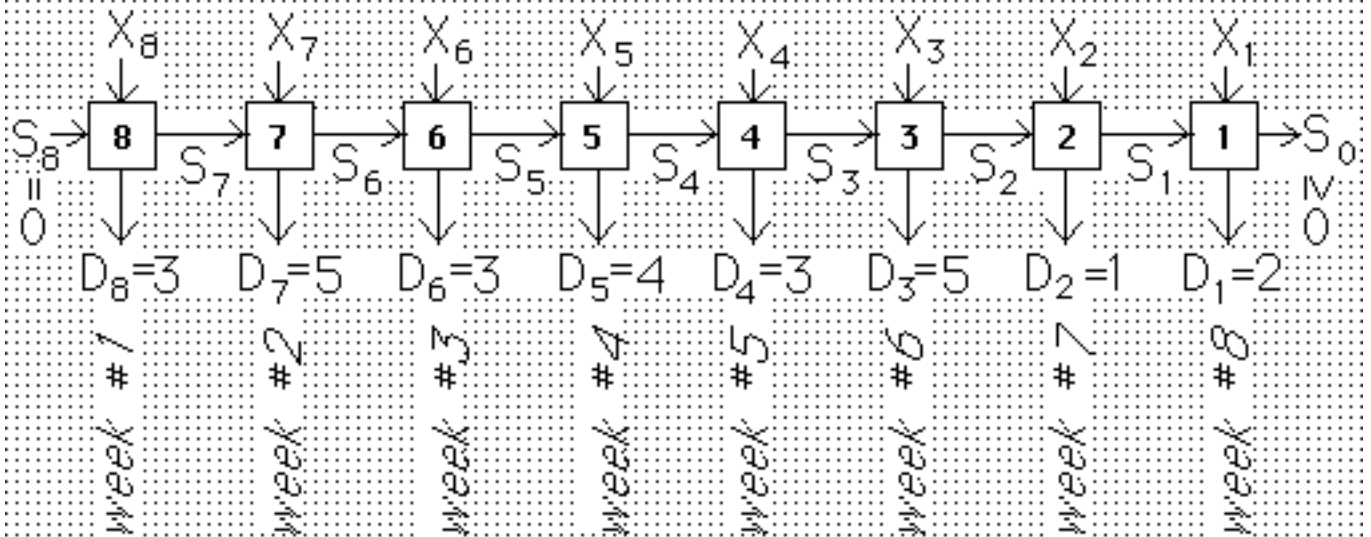 X₈ X₇ X₆ X₅ X₄ X₃ X₂ X₁
S₈ 8 7 6 5 4 3 2 1 S₀
=0 S₇ S₆ S₅ S₄ S₃ S₂ S₁ ≥0
D₈=3 D₇=5 D₆=3 D₅=4 D₄=3 D₃=5 D₂=1 D₁=2
week #1 week #2 week #3 week #4 week #5 week #6 week #7 week #8